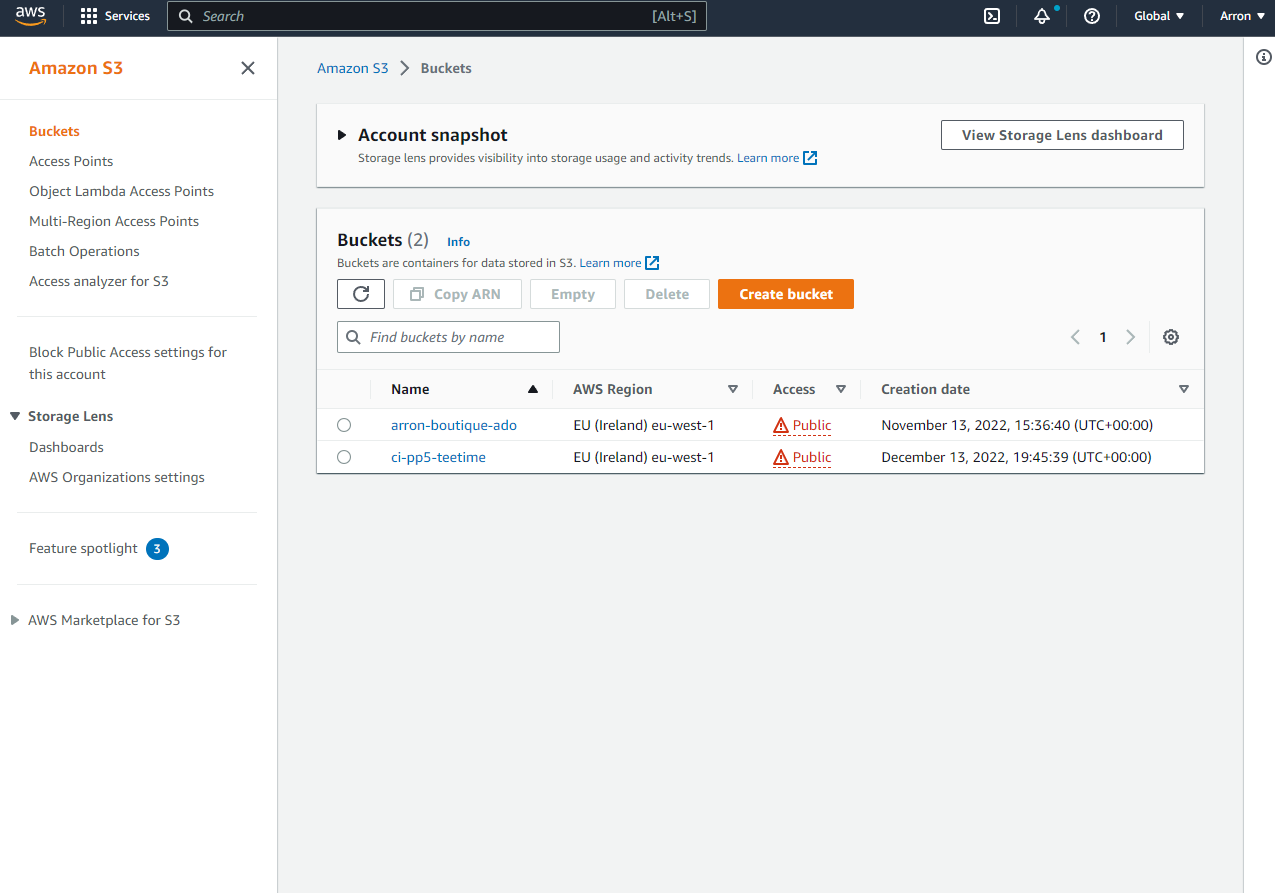 aws Services Search [Alt+S] Global Arron
Amazon S3
Buckets
Access Points
Object Lambda Access Points
Multi-Region Access Points
Batch Operations
Access analyzer for S3
Block Public Access settings for
this account
Storage Lens
Dashboards
AWS Organizations settings
Feature spotlight 3
AWS Marketplace for S3
Amazon S3 Buckets
Account snapshot
View Storage Lens dashboard
Storage lens provides visibility into storage usage and activity trends. Learn more
Buckets (2) Info
Buckets are containers for data stored in S3. Learn more
Copy ARN Empty Delete Create bucket
Find buckets by name
1
Name AWS Region Access Creation date
arron-boutique-ado EU (Ireland) eu-west-1 Public November 13, 2022, 15:36:40 (UTC+00:00)
ci-pp5-teetime EU (Ireland) eu-west-1 Public December 13, 2022, 19:45:39 (UTC+00:00)